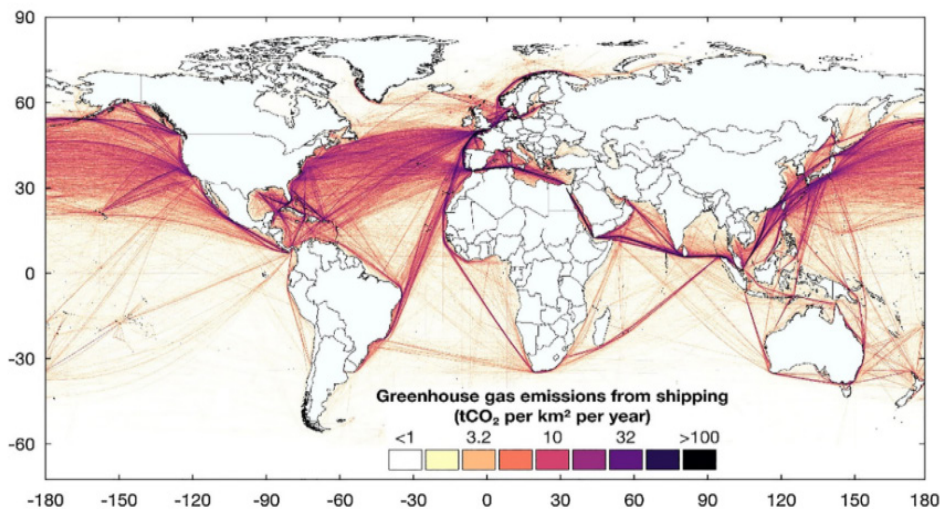 90
60
30
0
-30
-60
Greenhouse gas emissions from shipping
(tCO₂ per km² per year)
<1 3.2 10 32 >100
-180 -150 -120 -90 -60 -30 0 30 60 90 120 150 180